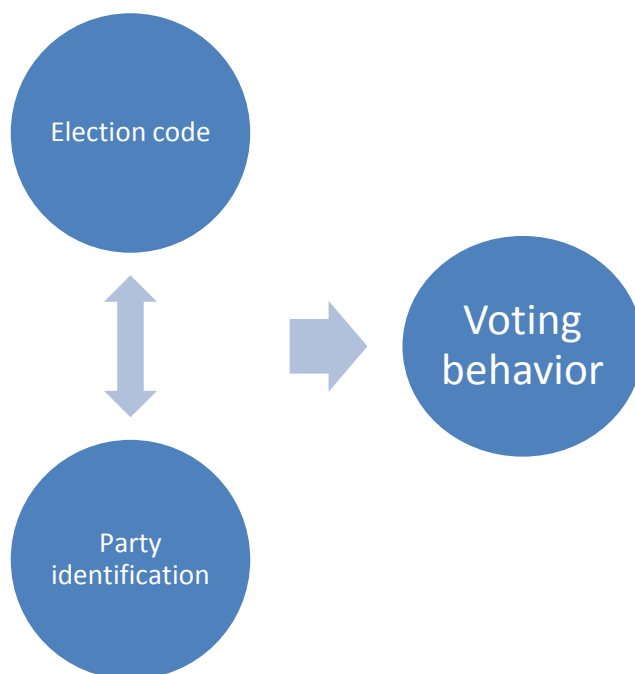 Election code
Voting
behavior
Party
identification